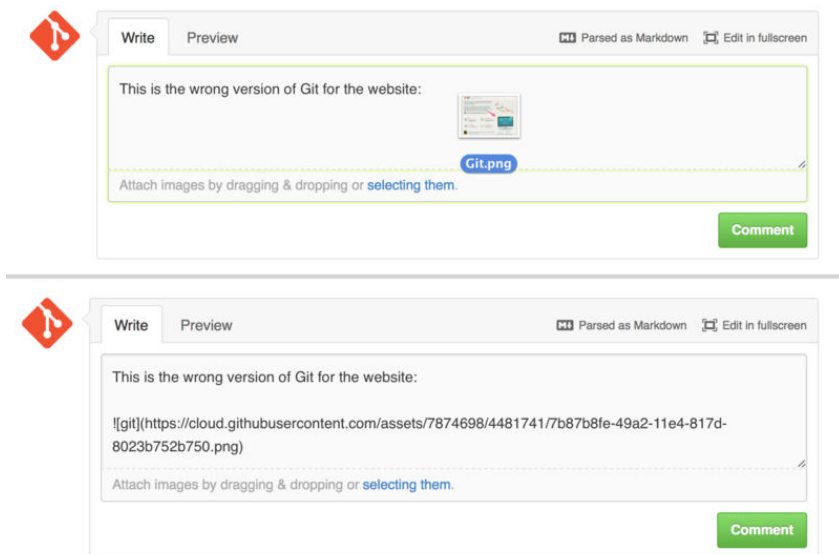 Write Preview Parsed as Markdown Edit in fullscreen
This is the wrong version of Git for the website:
Git.png
Attach images by dragging & dropping or selecting them.
Comment
Write Preview Parsed as Markdown Edit in fullscreen
This is the wrong version of Git for the website:
![git](https://cloud.githubusercontent.com/assets/7874698/4481741/7b87b8fe-49a2-11e4-817d-
8023b752b750.png)
Attach images by dragging & dropping or selecting them.
Comment